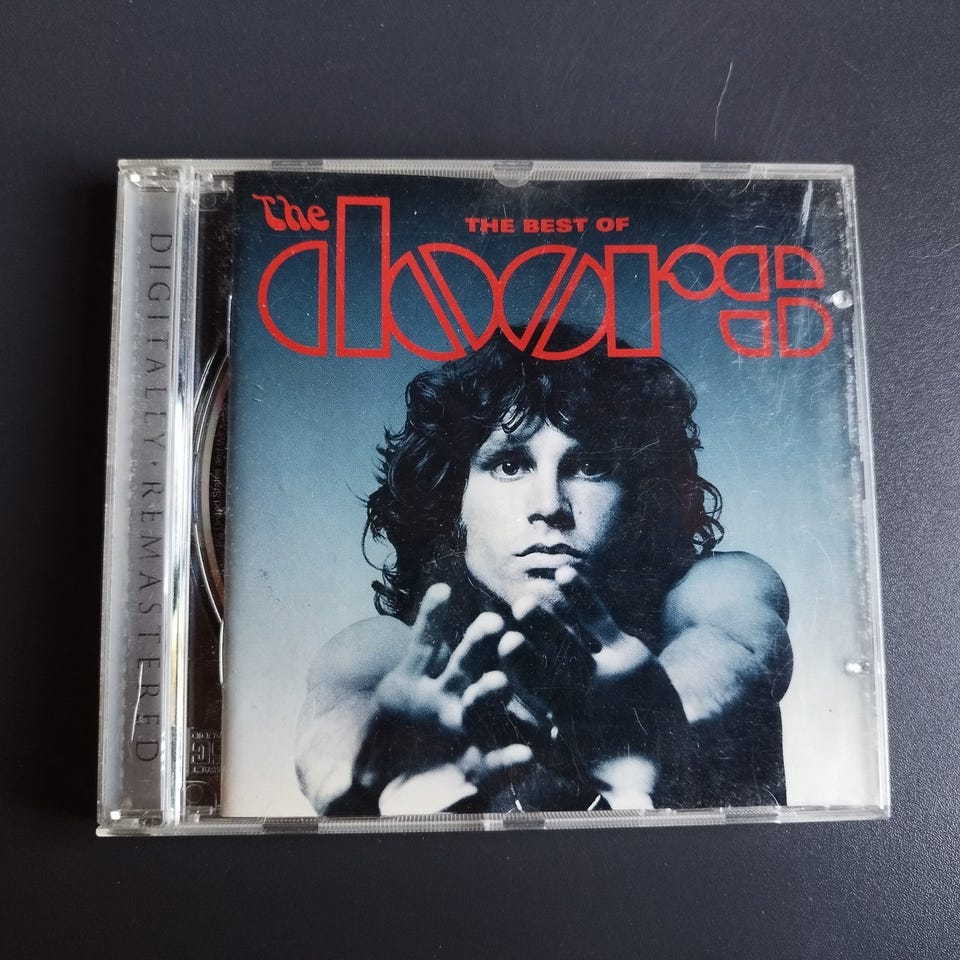 The
THE BEST OF
doors
DIGITALLY·REMASTERED